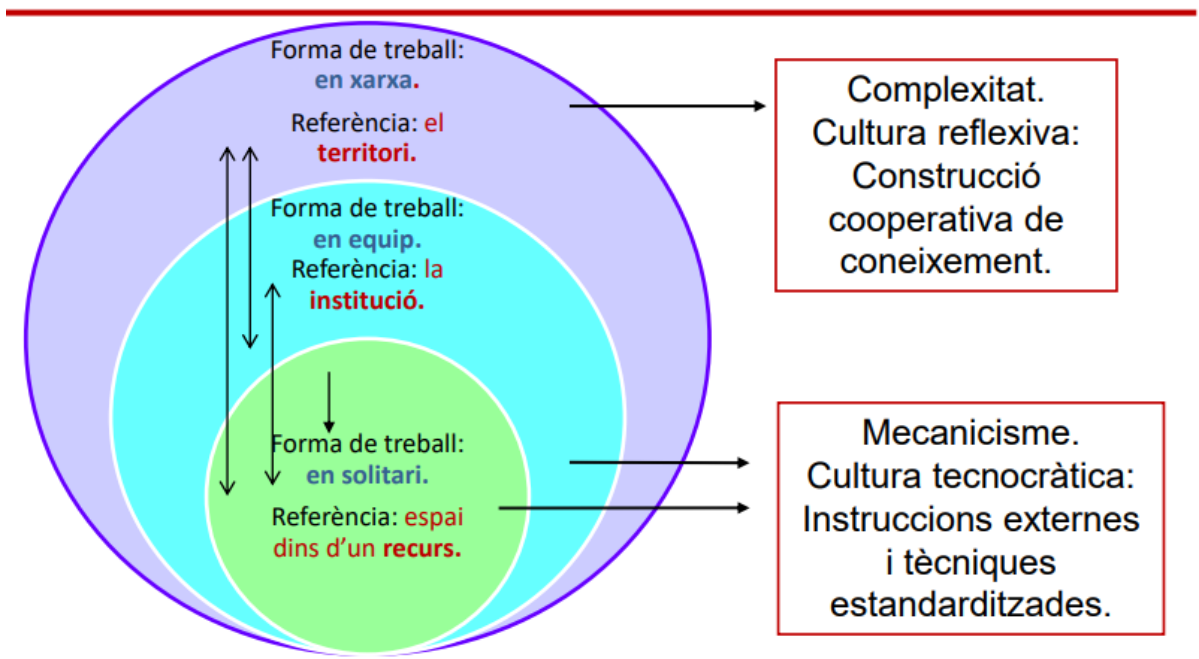 Forma de treball:
en xarxa.
Referència: el
territori.
Forma de treball:
en equip.
Referència: la
institució.
Forma de treball:
en solitari.
Referència: espai
dins d’un recurs.
Complexitat.
Cultura reflexiva:
Construcció
cooperativa de
coneixement.
Mecanicisme.
Cultura tecnocràtica:
Instruccions externes
i tècniques
estandarditzades.